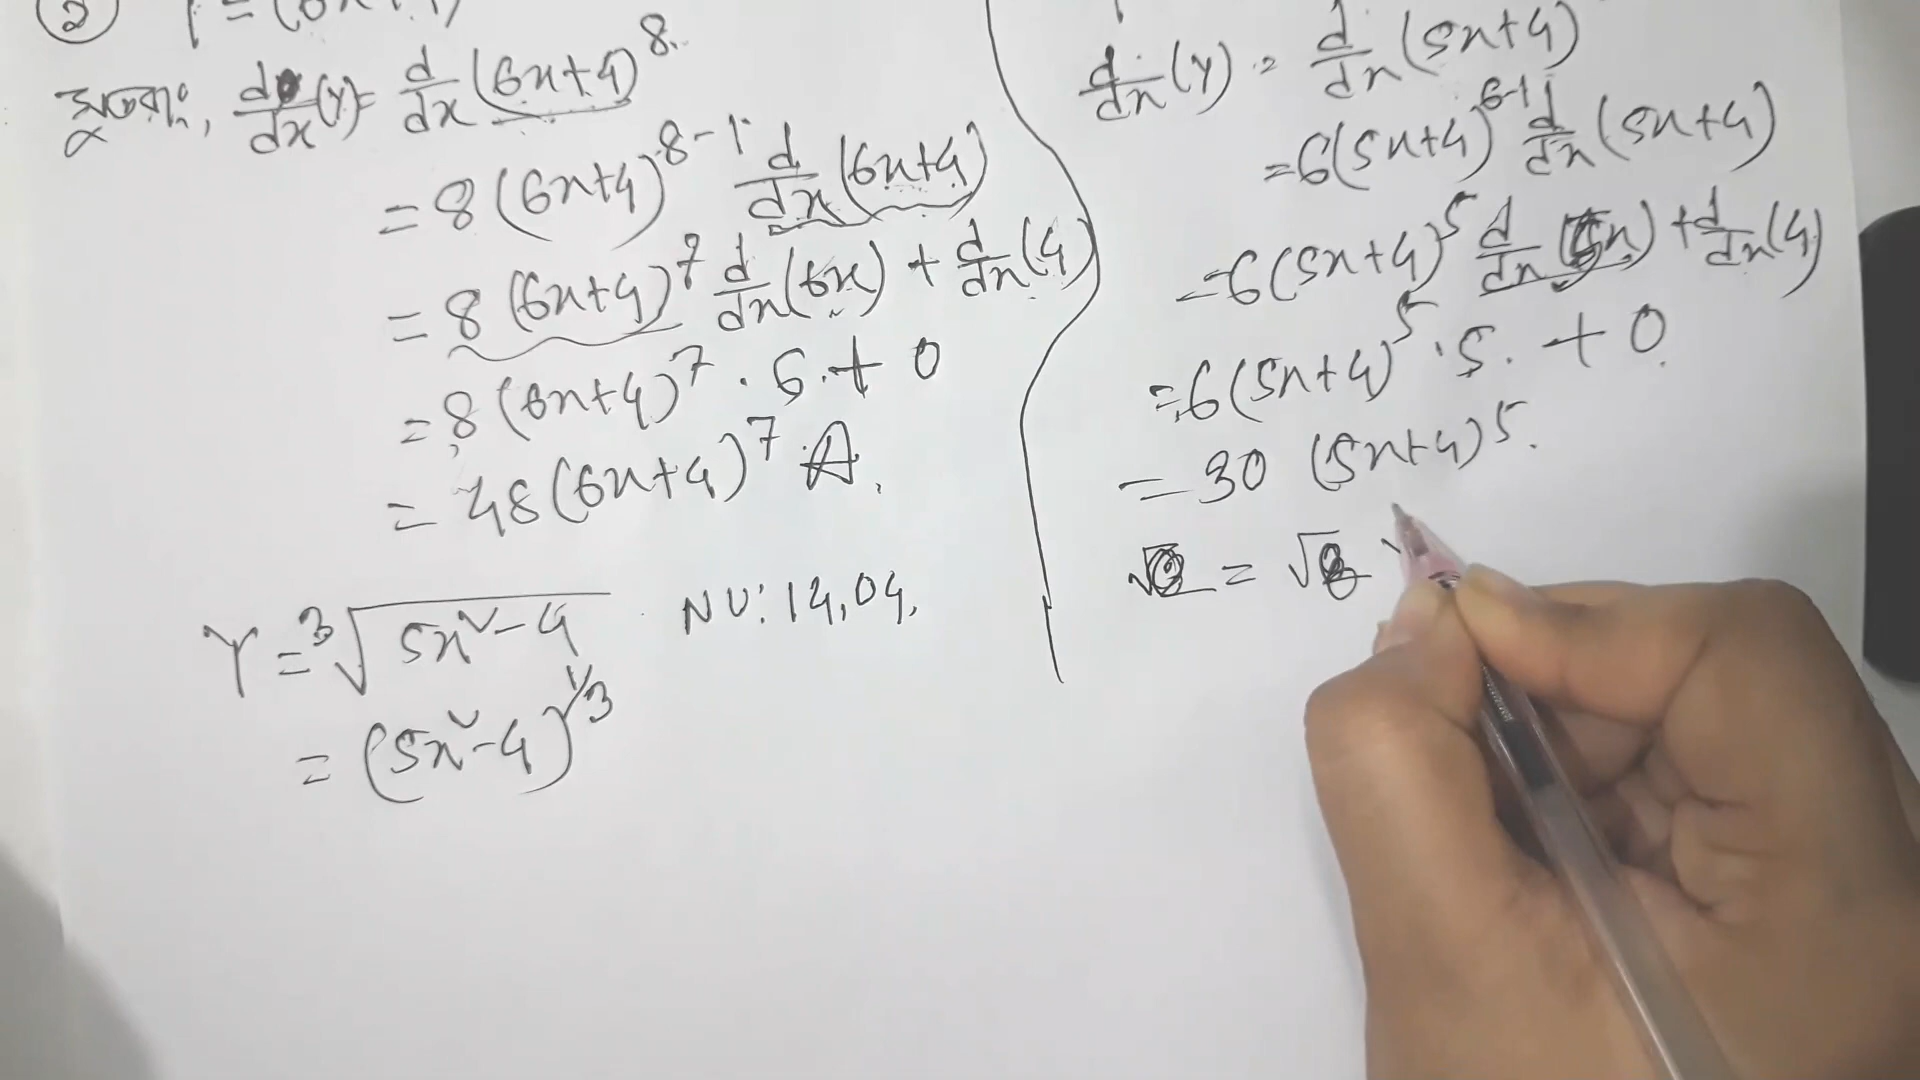 ② Y = (6x+4)
সুতরাং, d/dx (Y) = d/dx (6x+4)^8
= 8(6x+4)^8-1 d/dx (6x+4)
= 8(6x+4)^7 d/dx (6x) + d/dx (4)
= 8(6x+4)^7 · 6 + 0
= 48(6x+4)^7 A.
Y = ³√5x² - 4 NU: 14,04,
= (5x² - 4)^1/3
d/dx (Y) = d/dx (5x+4)
= 6(5x+4)^6-1 d/dx (5x+4)
= 6(5x+4)^5 d/dx (5x) + d/dx (4)
= 6(5x+4)^5 · 5 + 0
= 30 (5x+4)^5.